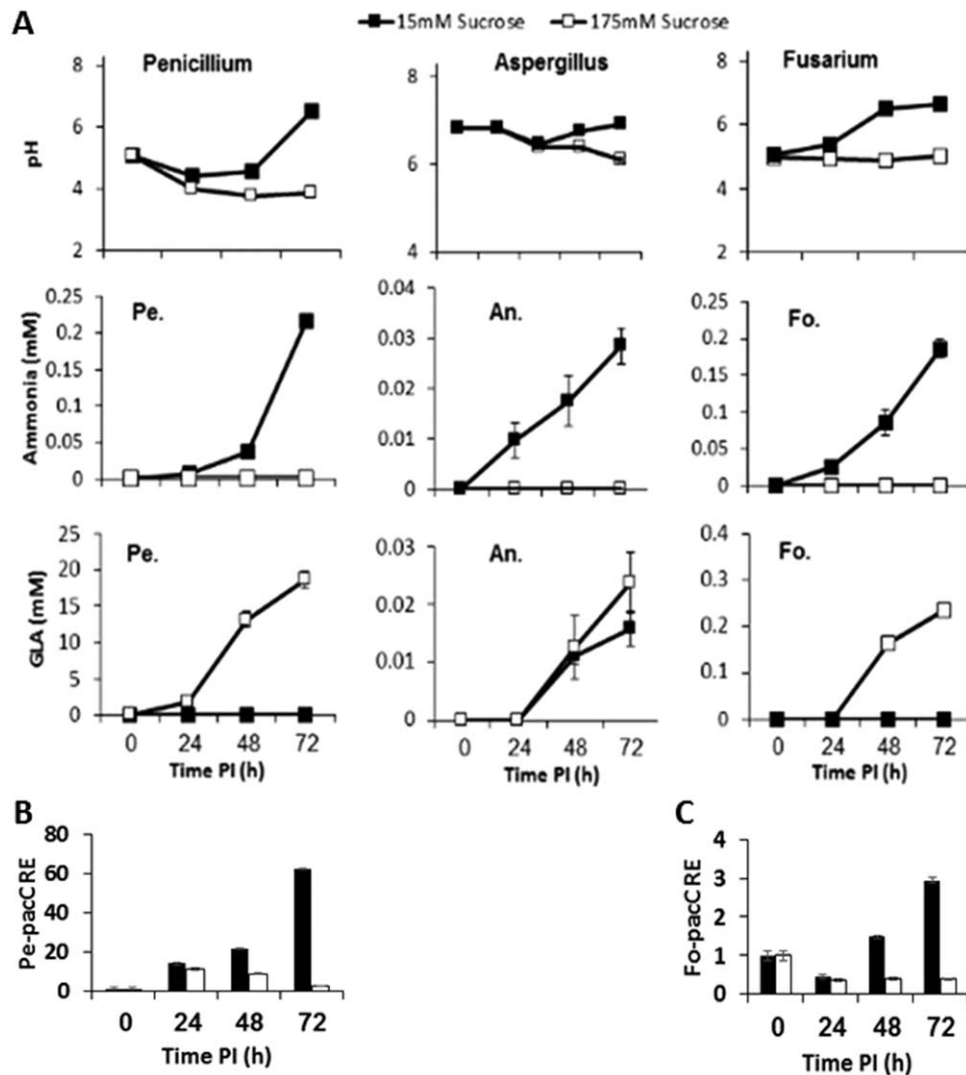 A
15mM Sucrose
175mM Sucrose
Penicillium
Aspergillus
Fusarium
pH
8
6
4
2
8
6
4
8
6
4
2
Ammonia (mM)
Pe.
An.
Fo.
0.25
0.2
0.15
0.1
0.05
0
0.04
0.03
0.02
0.01
0
0.2
0.15
0.1
0.05
0
GLA (mM)
Pe.
An.
Fo.
25
20
15
10
5
0
0.03
0.02
0.01
0
0.4
0.3
0.2
0.1
0
0 24 48 72
0 24 48 72
0 24 48 72
Time PI (h)
Time PI (h)
Time PI (h)
B
Pe-pacCRE
80
60
40
20
0
0 24 48 72
Time PI (h)
C
Fo-pacCRE
4
3
2
1
0
0 24 48 72
Time PI (h)